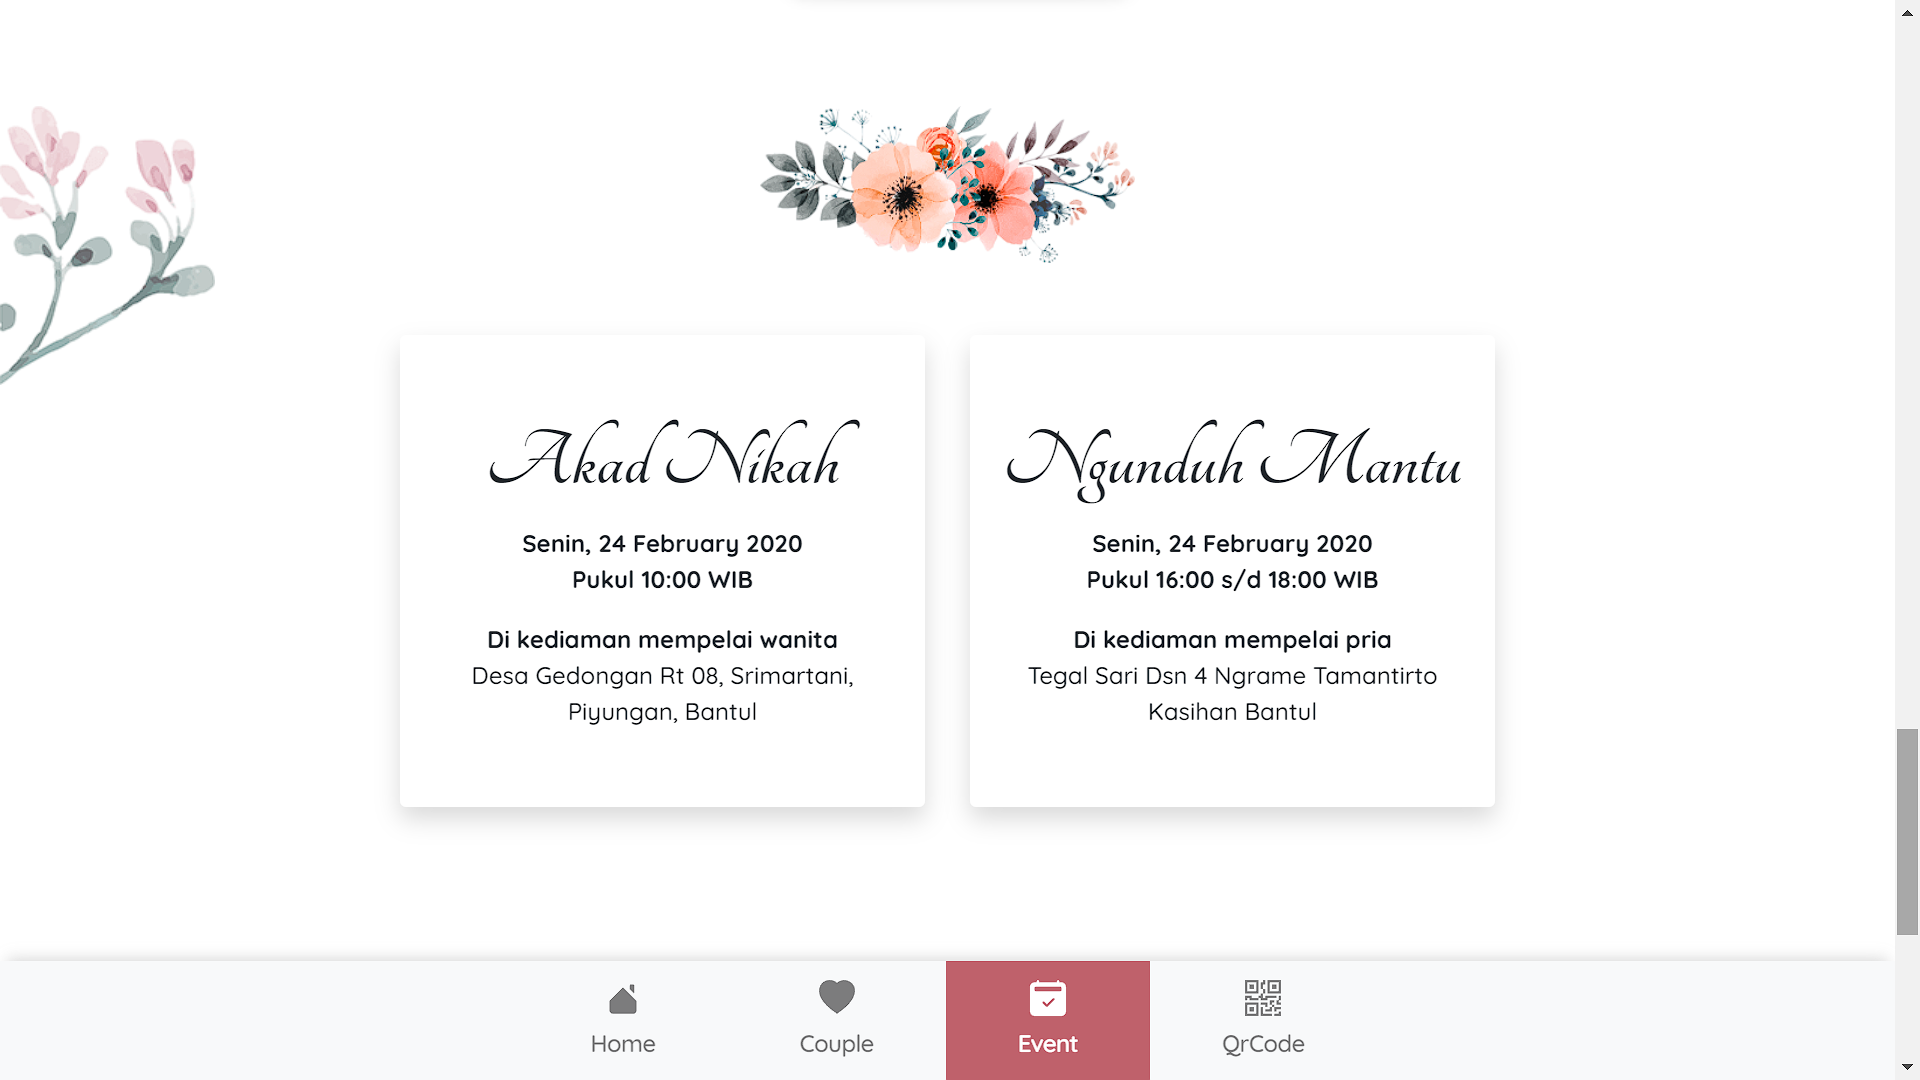 Akad Nikah
Senin, 24 February 2020
Pukul 10:00 WIB
Di kediaman mempelai wanita
Desa Gedongan Rt 08, Srimartani,
Piyungan, Bantul
Ngunduh Mantu
Senin, 24 February 2020
Pukul 16:00 s/d 18:00 WIB
Di kediaman mempelai pria
Tegal Sari Dsn 4 Ngrame Tamantirto
Kasihan Bantul
Home
Couple
Event
QrCode